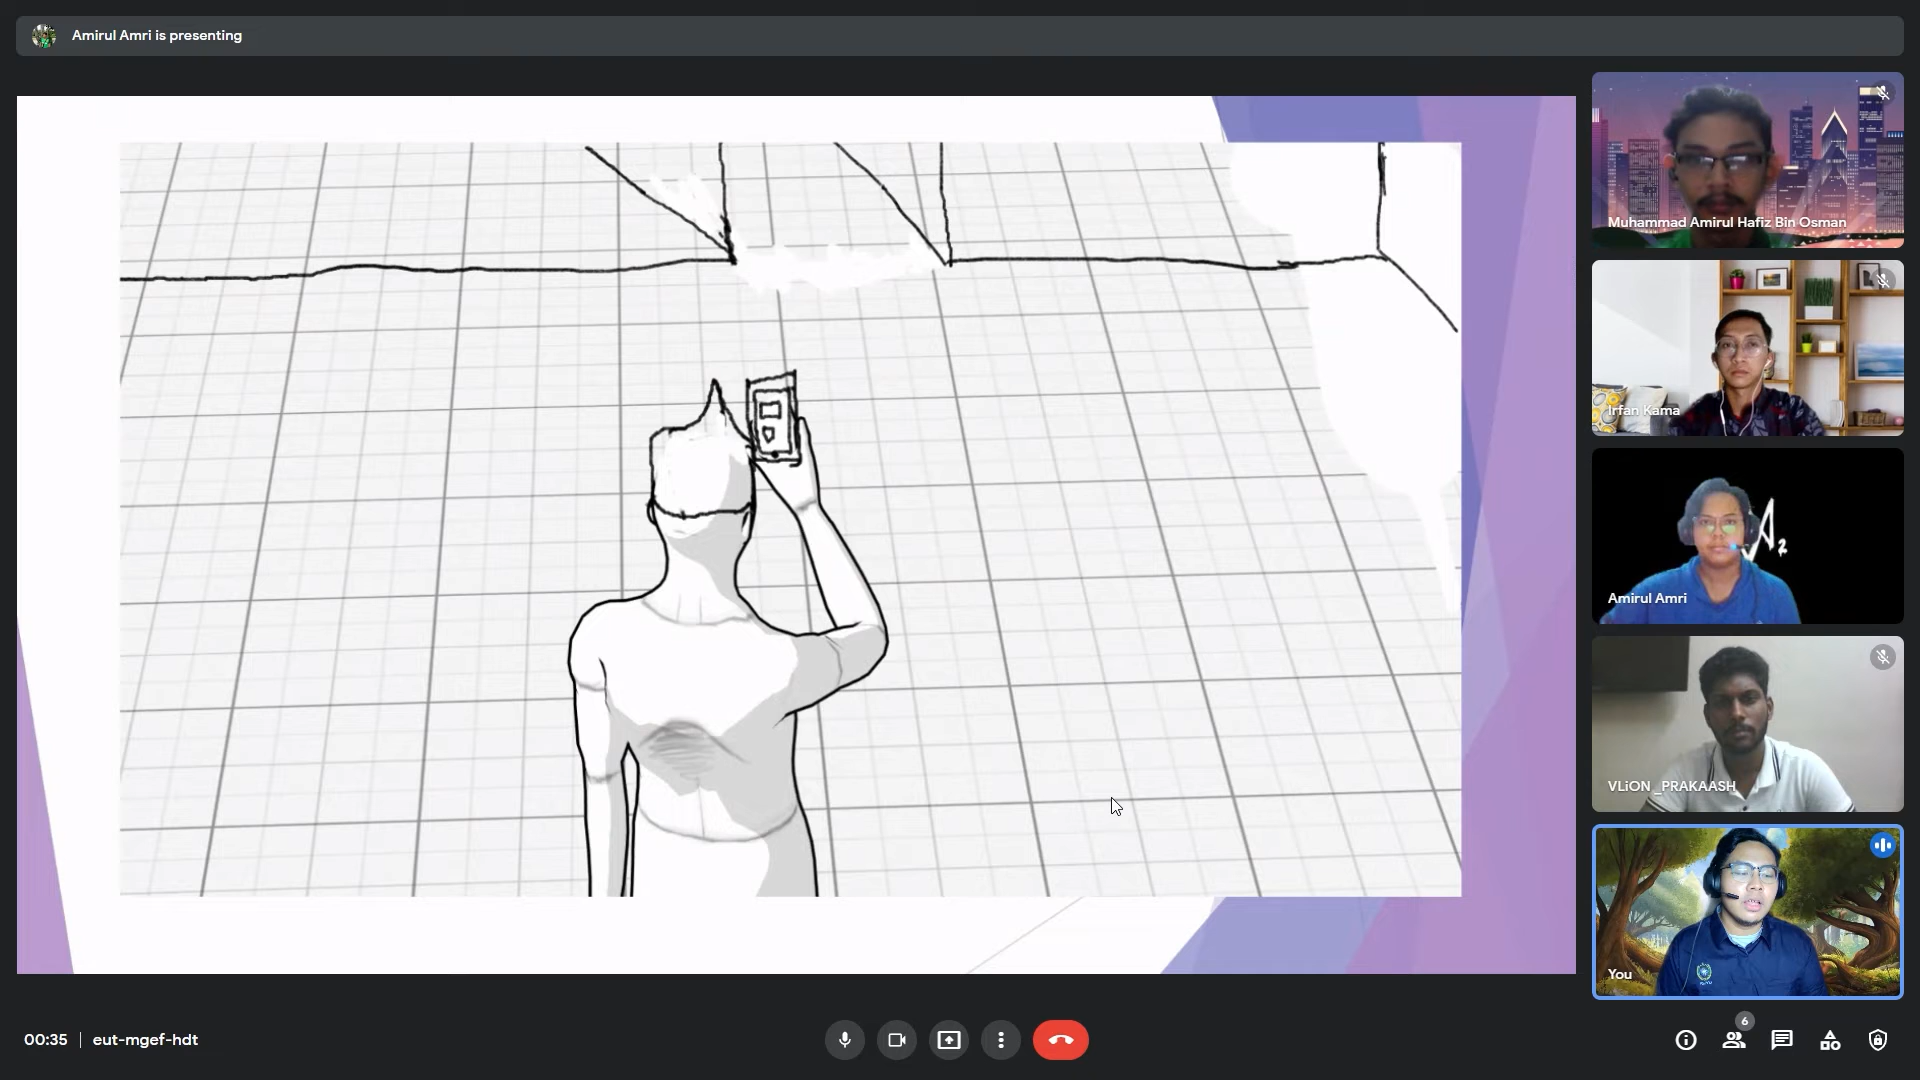 Amirul Amri is presenting
Muhammad Amirul Hafiz Bin Osman
Irfan Kama
A2
Amirul Amri
VLiON _PRAKAASH
You
00:35 | eut-mgef-hdt
6